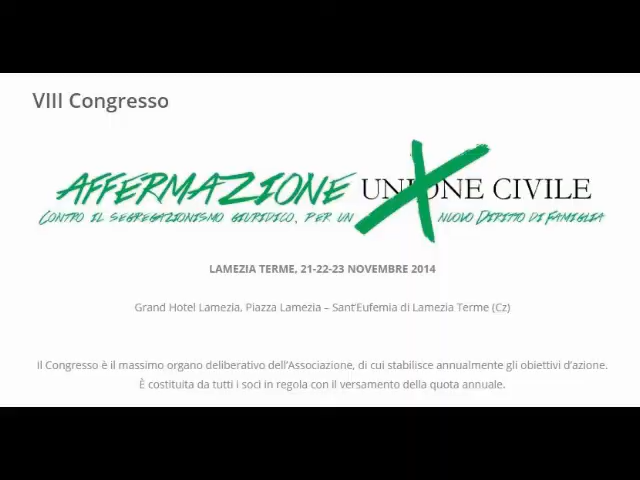 VIII Congresso
AFFERMAZIONE UNIONE CIVILE
CONTRO IL SEGREGAZIONISMO GIURIDICO, PER UN NUOVO DIRITTO DI FAMIGLIA
LAMEZIA TERME, 21-22-23 NOVEMBRE 2014
Grand Hotel Lamezia, Piazza Lamezia – Sant'Eufemia di Lamezia Terme (Cz)
Il Congresso è il massimo organo deliberativo dell'Associazione, di cui stabilisce annualmente gli obiettivi d'azione.
È costituita da tutti i soci in regola con il versamento della quota annuale.